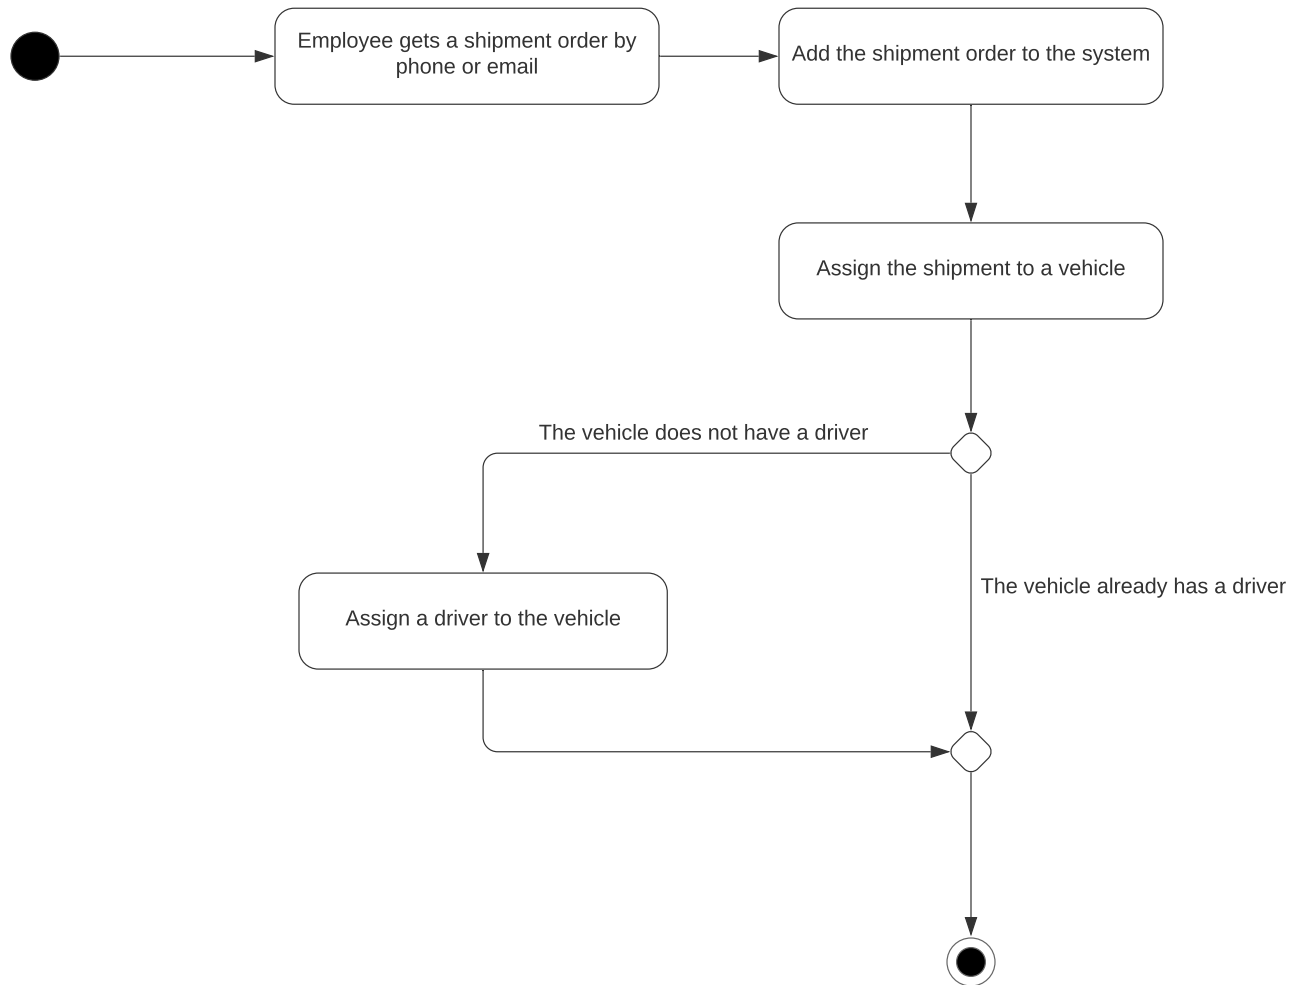 Employee gets a shipment order by
phone or email
Add the shipment order to the system
Assign the shipment to a vehicle
The vehicle does not have a driver
The vehicle already has a driver
Assign a driver to the vehicle